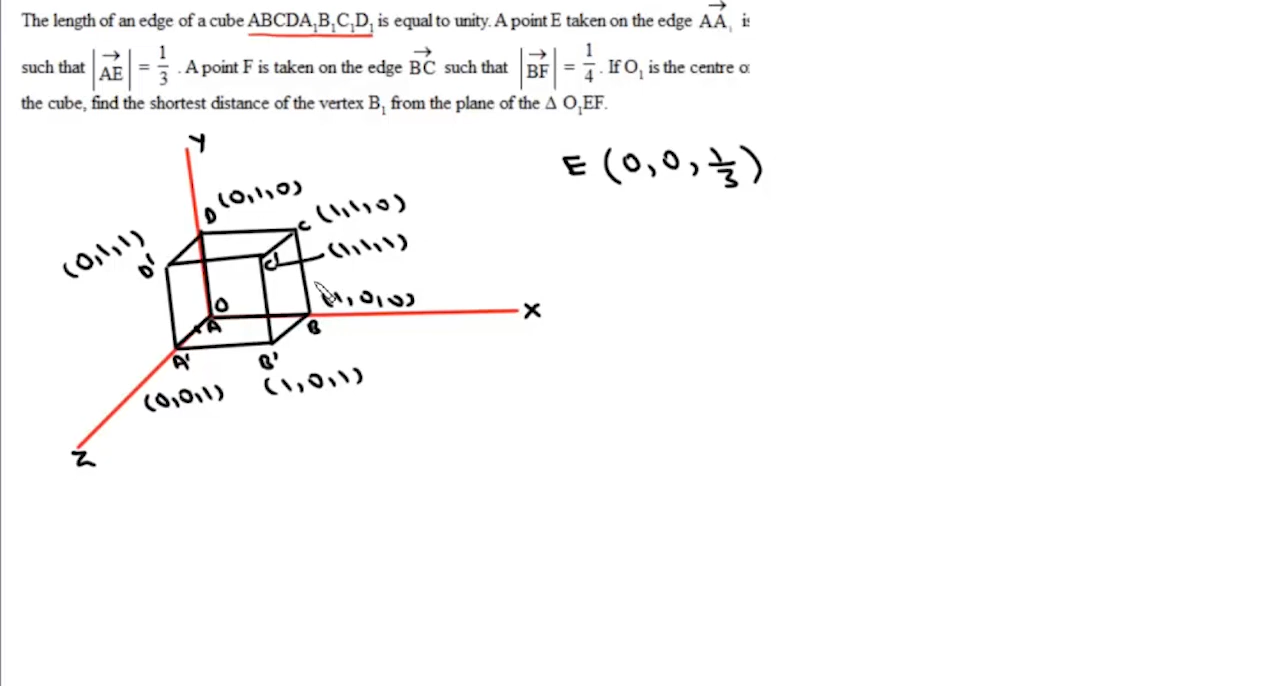 The length of an edge of a cube ABCDA₁B₁C₁D₁ is equal to unity. A point E taken on the edge AA₁→ is
such that |AE→| = 1/3 . A point F is taken on the edge BC→ such that |BF→| = 1/4 . If O₁ is the centre o
the cube, find the shortest distance of the vertex B₁ from the plane of the Δ O₁EF.
Y
E (0,0,1/3)
D (0,1,0)
C (1,1,0)
(0,1,1)
D'
(1,1,1)
O
(1,0,0)
X
A
B
A'
B'
(0,0,1)
(1,0,1)
Z